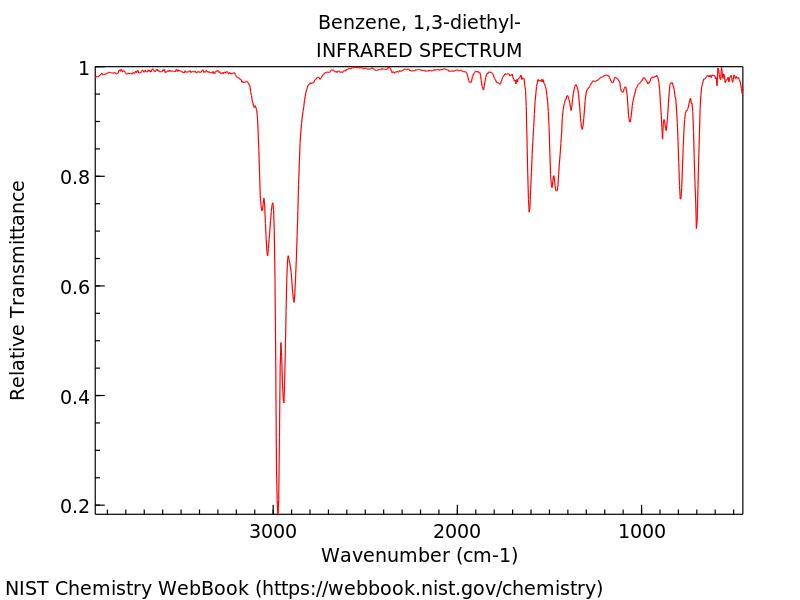 Benzene, 1,3-diethyl-
INFRARED SPECTRUM
1
0.8
0.6
0.4
0.2
Relative Transmittance
3000 2000 1000
Wavenumber (cm-1)
NIST Chemistry WebBook (https://webbook.nist.gov/chemistry)